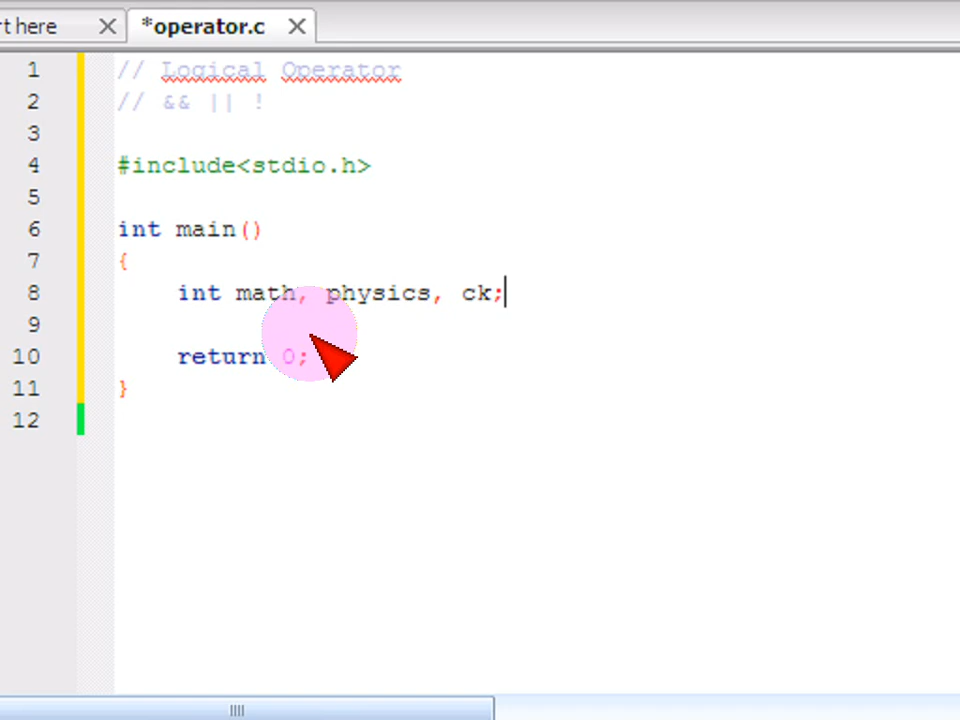 rt here *operator.c
1 // Logical Operator
2 // && || !
3
4 #include<stdio.h>
5
6 int main()
7 {
8 int math, physics, ck;
9
10 return 0;
11 }
12